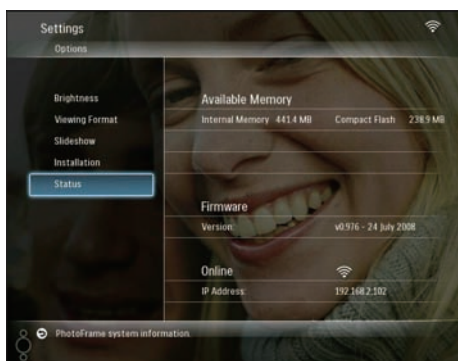 Settings
Options
Brightness
Viewing Format
Slideshow
Installation
Status
Available Memory
Internal Memory 441.4 MB Compact Flash 238.9 MB
Firmware
Version: v0.976 - 24 July 2008
Online
IP Address: 192.168.2.102
PhotoFrame system information.